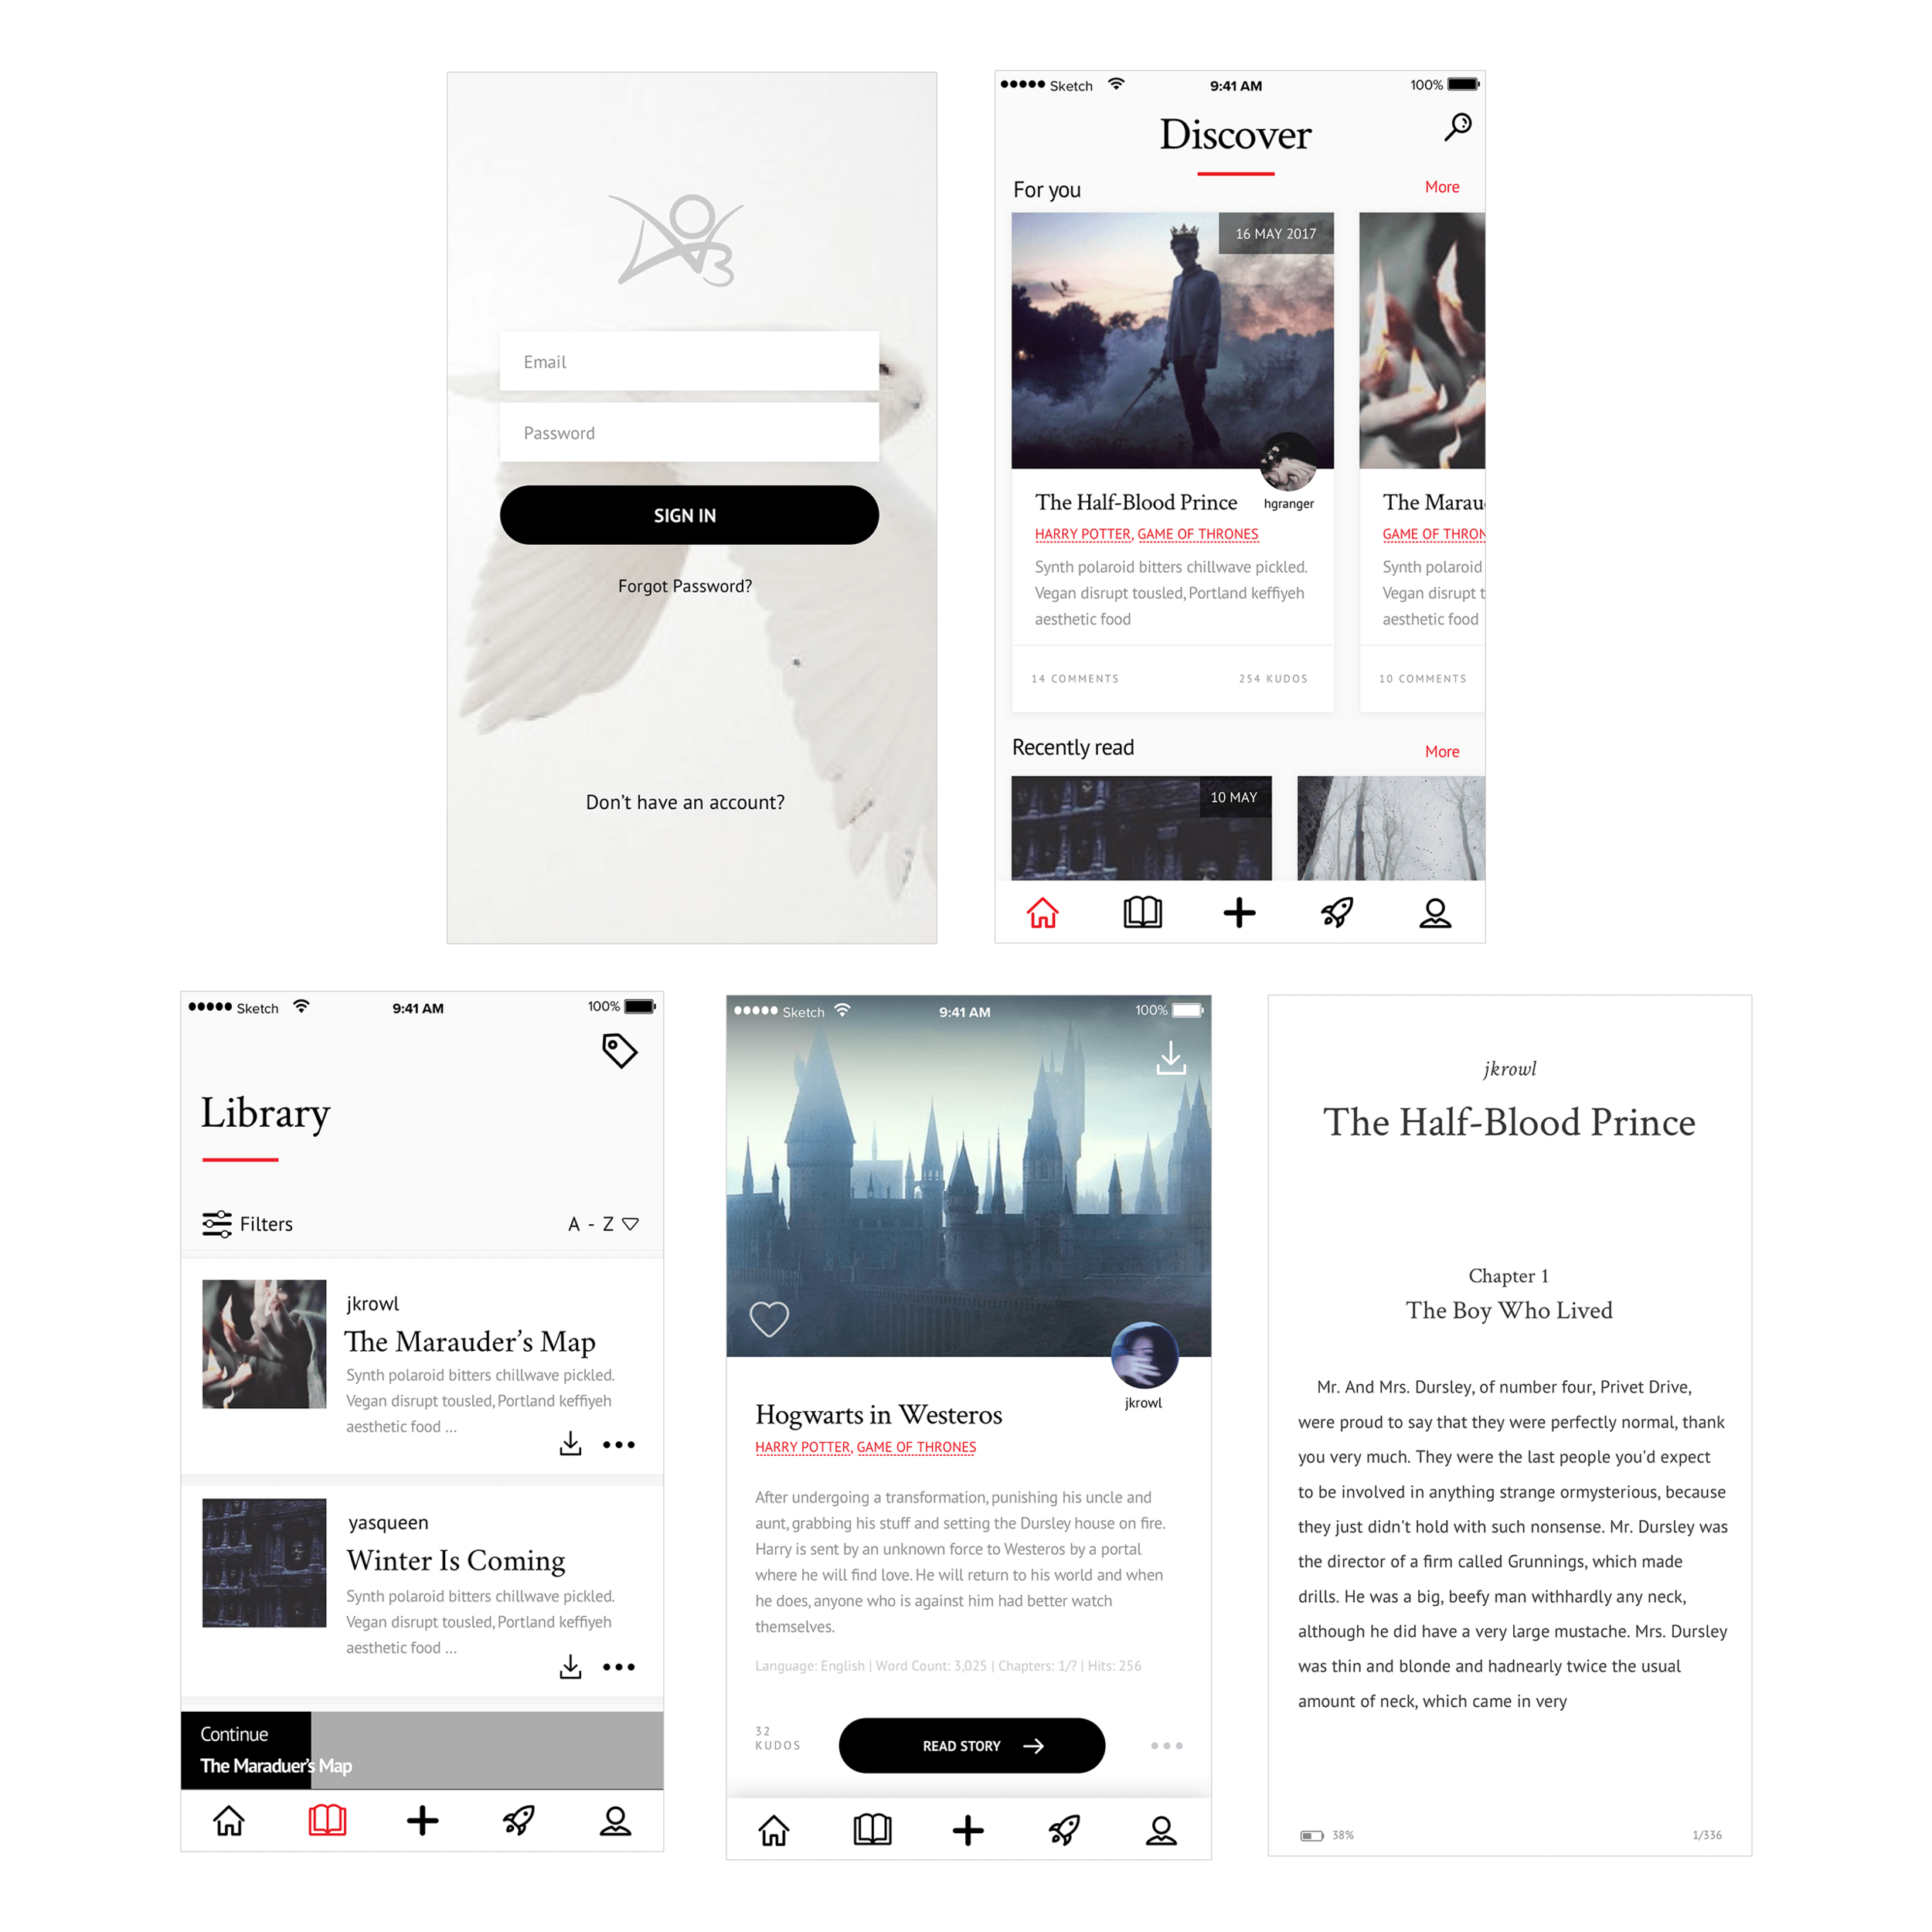 AO3
Email
Password
SIGN IN
Forgot Password?
Don't have an account?
Sketch 9:41 AM 100%
Discover
For you More
16 MAY 2017
The Half-Blood Prince
hgranger
HARRY POTTER, GAME OF THRONES
Synth polaroid bitters chillwave pickled.
Vegan disrupt tousled, Portland keffiyeh
aesthetic food
14 COMMENTS 254 KUDOS
The Marau
GAME OF THRON
Synth polaroid
Vegan disrupt t
aesthetic food
10 COMMENTS
Recently read More
10 MAY
Sketch 9:41 AM 100%
Library
Filters A - Z
jkrowl
The Marauder’s Map
Synth polaroid bitters chillwave pickled.
Vegan disrupt tousled, Portland keffiyeh
aesthetic food ...
yasqueen
Winter Is Coming
Synth polaroid bitters chillwave pickled.
Vegan disrupt tousled, Portland keffiyeh
aesthetic food ...
Continue
The Maraduer's Map
Sketch 9:41 AM 100%
jkrowl
Hogwarts in Westeros
HARRY POTTER, GAME OF THRONES
After undergoing a transformation, punishing his uncle and
aunt, grabbing his stuff and setting the Dursley house on fire.
Harry is sent by an unknown force to Westeros by a portal
where he will find love. He will return to his world and when
he does, anyone who is against him had better watch
themselves.
Language: English | Word Count: 3,025 | Chapters: 1/? | Hits: 256
32
KUDOS
READ STORY
jkrowl
The Half-Blood Prince
Chapter 1
The Boy Who Lived
Mr. And Mrs. Dursley, of number four, Privet Drive,
were proud to say that they were perfectly normal, thank
you very much. They were the last people you'd expect
to be involved in anything strange ormysterious, because
they just didn't hold with such nonsense. Mr. Dursley was
the director of a firm called Grunnings, which made
drills. He was a big, beefy man withhardly any neck,
although he did have a very large mustache. Mrs. Dursley
was thin and blonde and hadnearly twice the usual
amount of neck, which came in very
38% 1/336